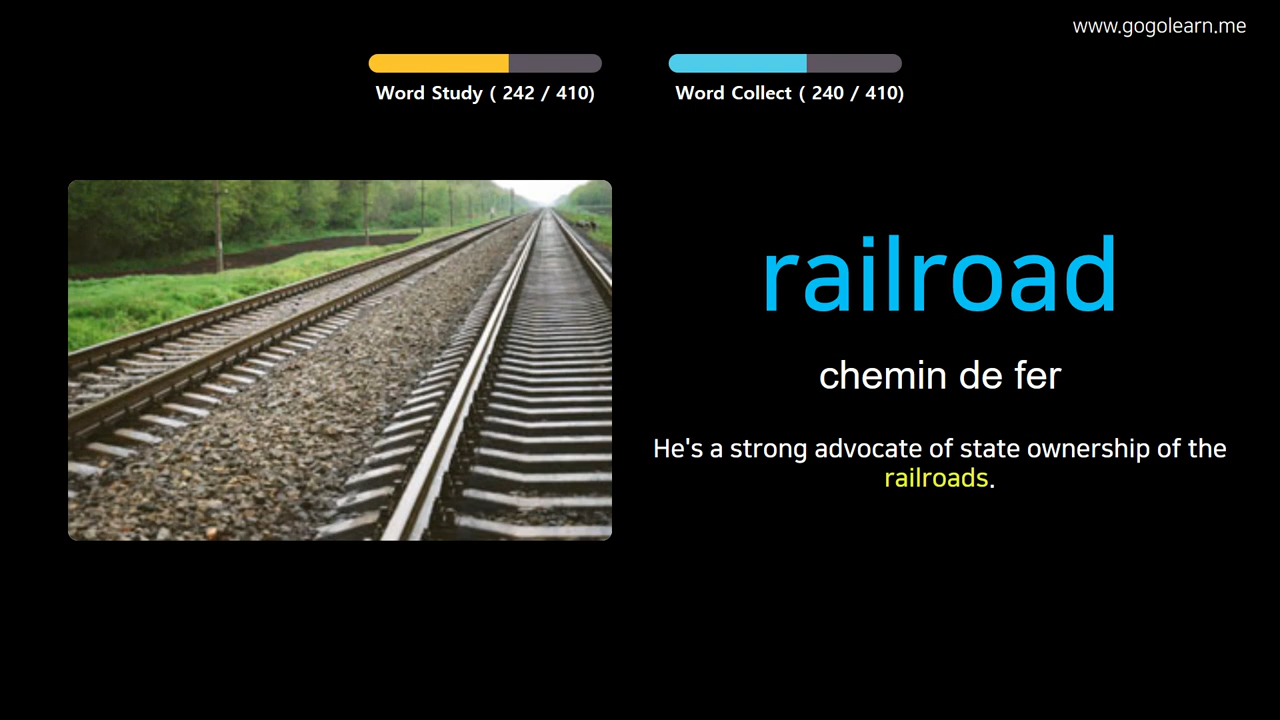 www.gogolearn.me
Word Study ( 242 / 410)
Word Collect ( 240 / 410)
railroad
chemin de fer
He's a strong advocate of state ownership of the
railroads.